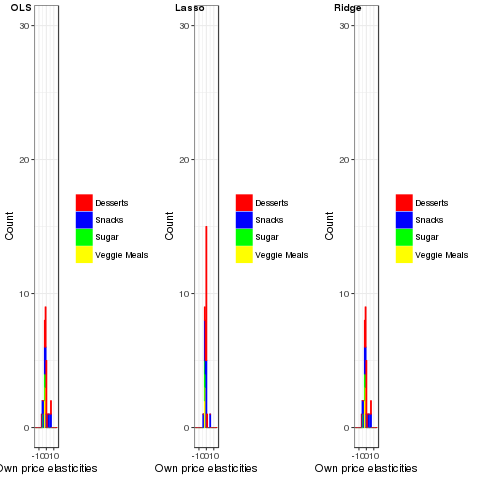 OLS
30
20
10
0
Count
-10010
Own price elasticities
Desserts
Snacks
Sugar
Veggie Meals
Lasso
30
20
10
0
Count
-10010
Own price elasticities
Desserts
Snacks
Sugar
Veggie Meals
Ridge
30
20
10
0
Count
-10010
Own price elasticities
Desserts
Snacks
Sugar
Veggie Meals